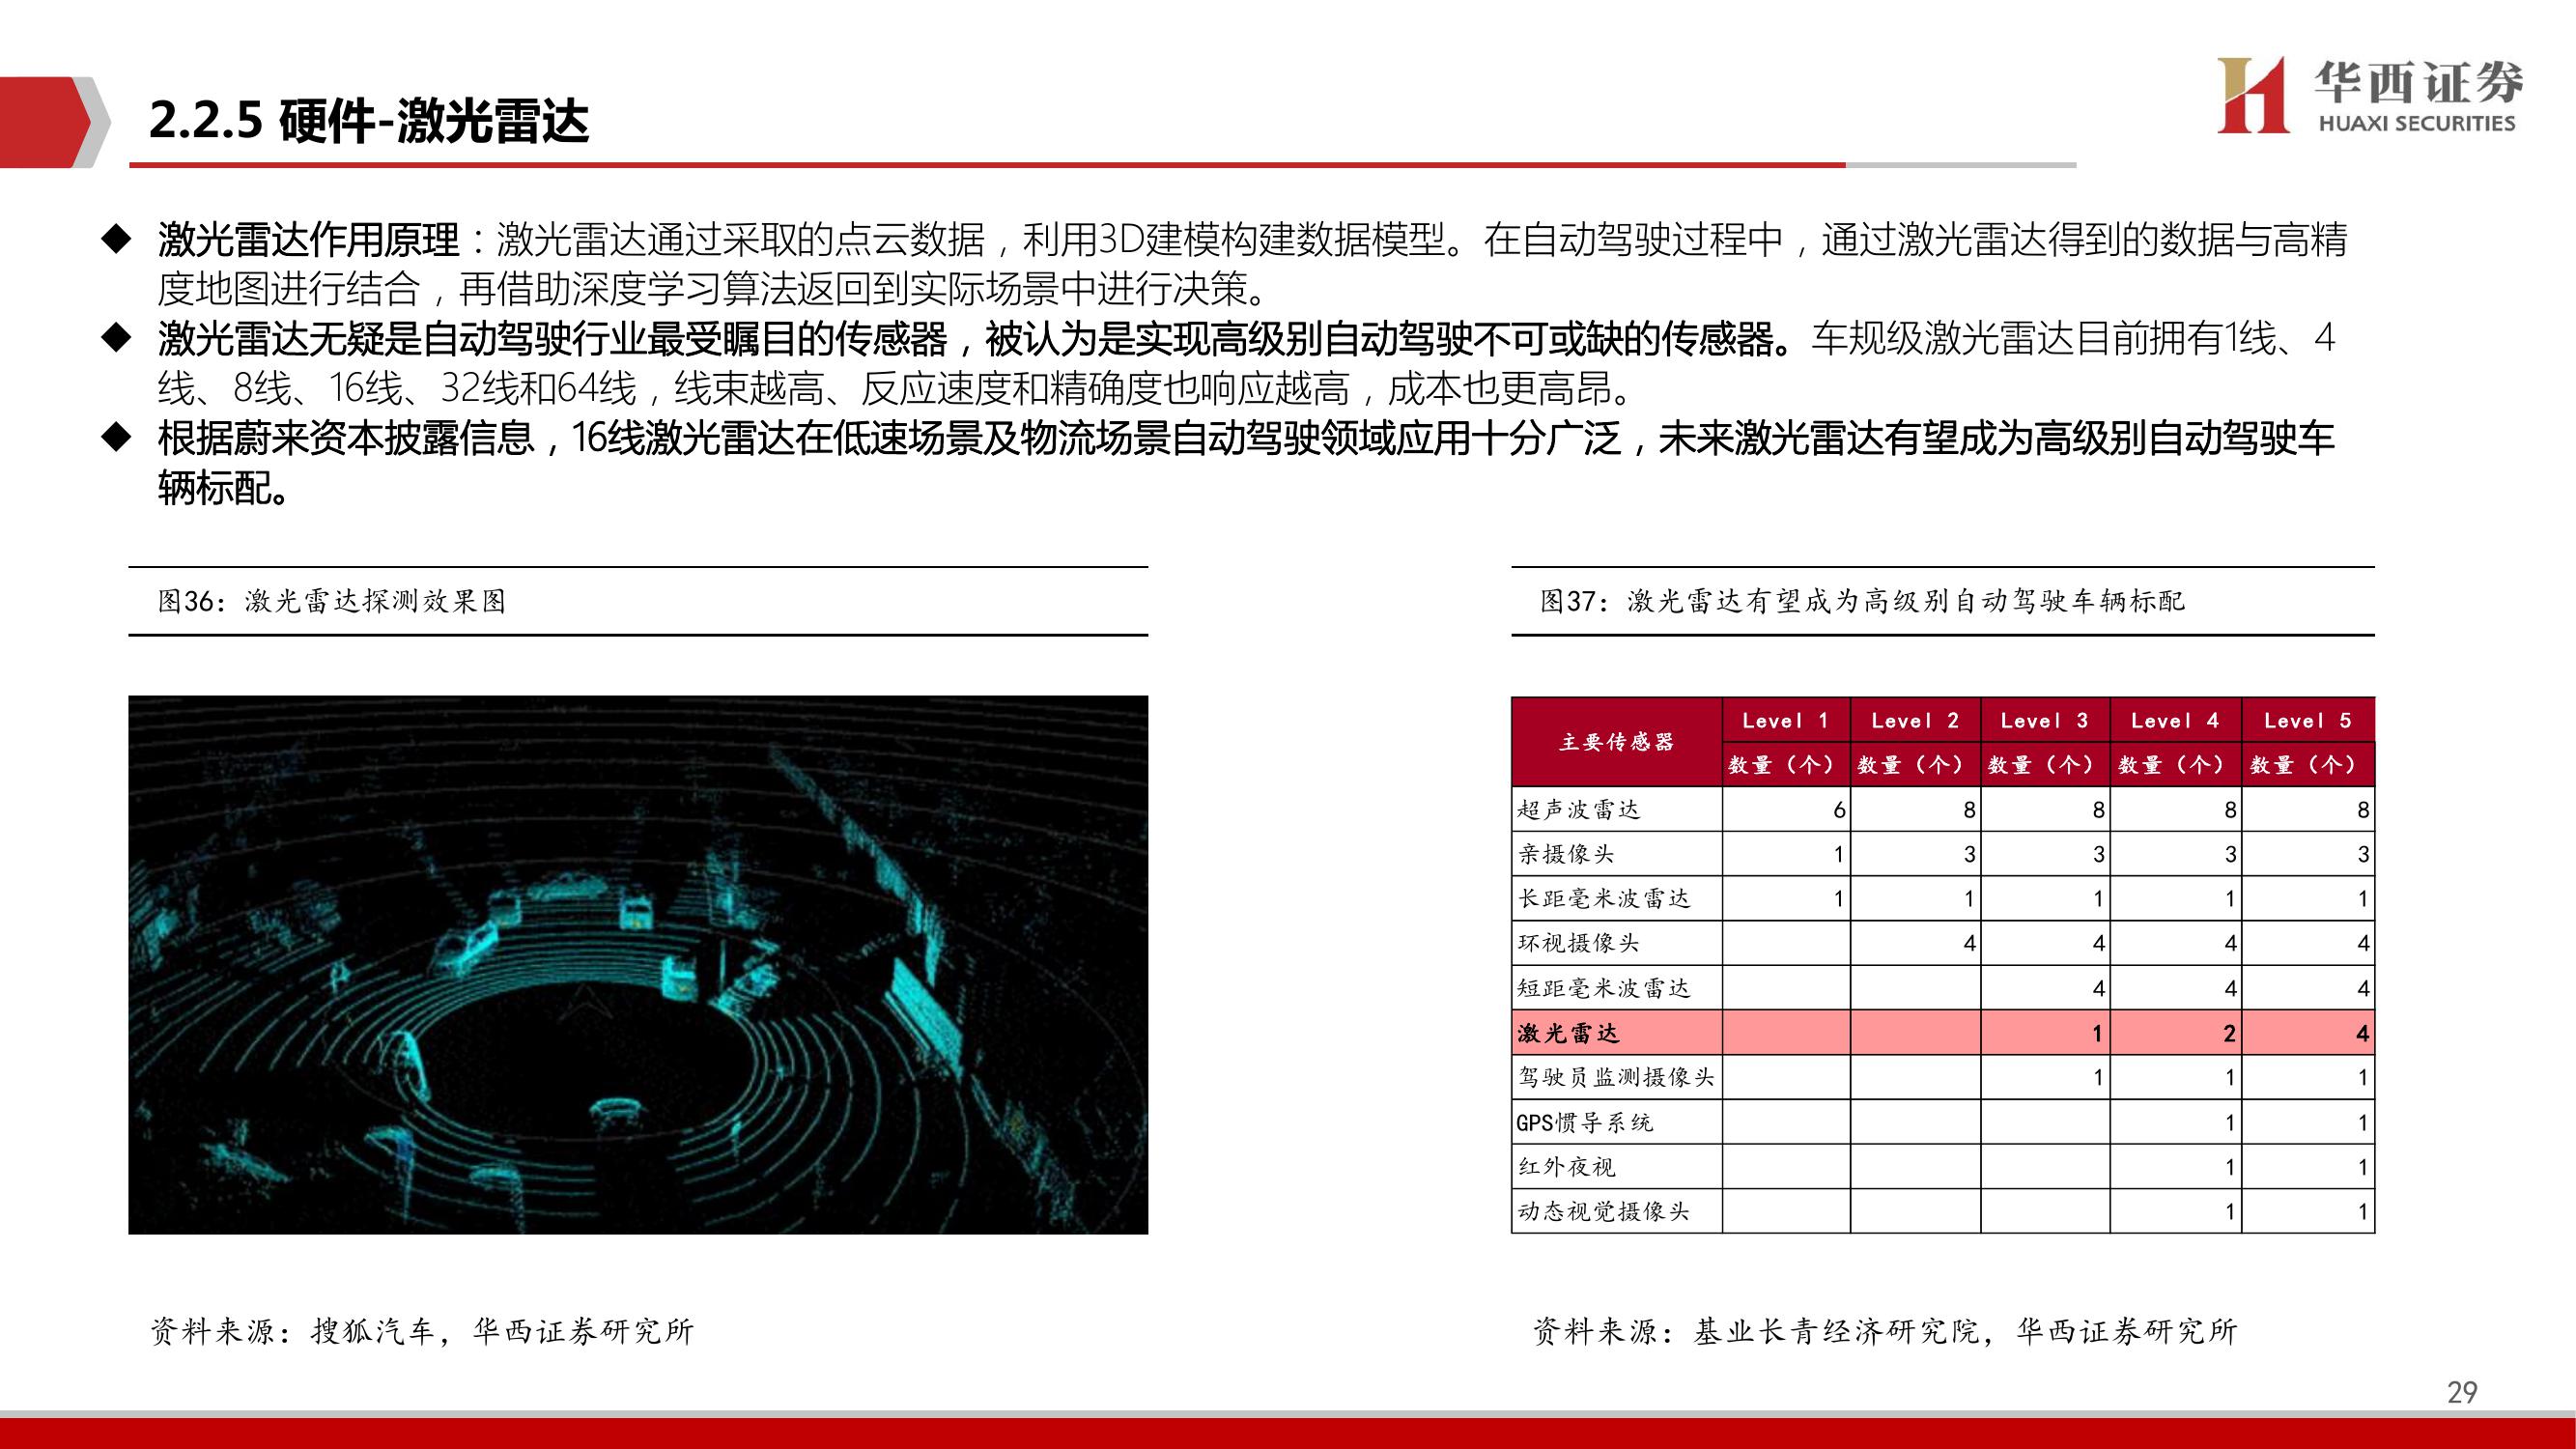 2.2.5 硬件-激光雷达
华西证券
HUAXI SECURITIES
◆ 激光雷达作用原理：激光雷达通过采取的点云数据，利用3D建模构建数据模型。在自动驾驶过程中，通过激光雷达得到的数据与高精
度地图进行结合，再借助深度学习算法返回到实际场景中进行决策。
◆ 激光雷达无疑是自动驾驶行业最受瞩目的传感器，被认为是实现高级别自动驾驶不可或缺的传感器。车规级激光雷达目前拥有1线、4
线、8线、16线、32线和64线，线束越高、反应速度和精确度也响应越高，成本也更高昂。
◆ 根据蔚来资本披露信息，16线激光雷达在低速场景及物流场景自动驾驶领域应用十分广泛，未来激光雷达有望成为高级别自动驾驶车
辆标配。
图36：激光雷达探测效果图
图37：激光雷达有望成为高级别自动驾驶车辆标配
主要传感器 Level 1 Level 2 Level 3 Level 4 Level 5
数量（个） 数量（个） 数量（个） 数量（个） 数量（个）
超声波雷达 6 8 8 8 8
亲摄像头 1 3 3 3 3
长距毫米波雷达 1 1 1 1 1
环视摄像头 4 4 4 4
短距毫米波雷达 4 4 4
激光雷达 1 2 4
驾驶员监测摄像头 1 1 1
GPS惯导系统 1 1
红外夜视 1 1
动态视觉摄像头 1 1
资料来源：搜狐汽车，华西证券研究所
资料来源：基业长青经济研究院，华西证券研究所
29